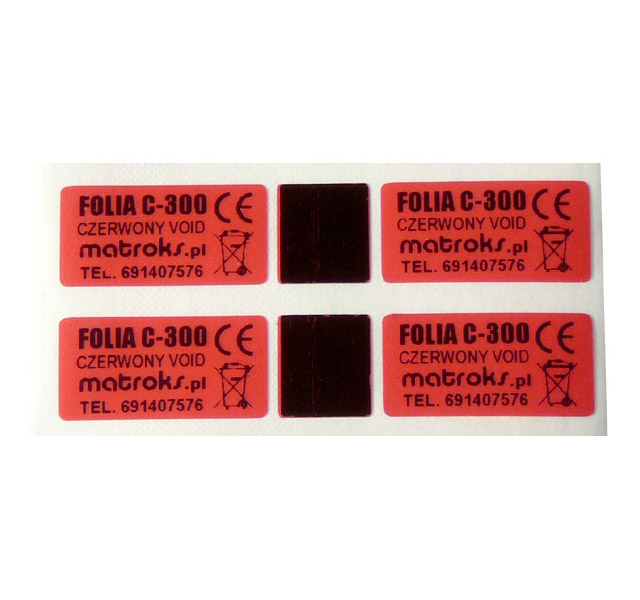 FOLIA C-300 CE
CZERWONY VOID
matroks.pl
TEL. 691407576
FOLIA C-300 CE
CZERWONY VOID
matroks.pl
TEL. 691407576
FOLIA C-300 CE
CZERWONY VOID
matroks.pl
TEL. 691407576
FOLIA C-300 CE
CZERWONY VOID
matroks.pl
TEL. 691407576